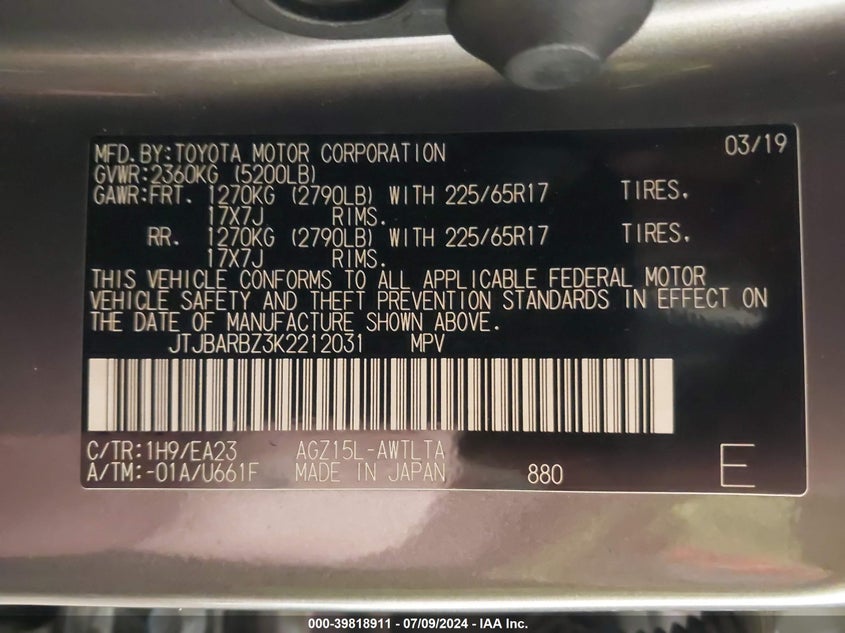 MFD.BY:TOYOTA MOTOR CORPORATION 03/19
GVWR:2360KG (5200LB)
GAWR:FRT. 1270KG (2790LB) WITH 225/65R17 TIRES.
17X7J RIMS.
RR. 1270KG (2790LB) WITH 225/65R17 TIRES.
17X7J RIMS.
THIS VEHICLE CONFORMS TO ALL APPLICABLE FEDERAL MOTOR
VEHICLE SAFETY AND THEFT PREVENTION STANDARDS IN EFFECT ON
THE DATE OF MANUFACTURE SHOWN ABOVE.
JTJBARBZ3K2212031 MPV
C/TR:1H9/EA23 AGZ15L-AWTLTA
A/TM:-01A/U661F MADE IN JAPAN 880 E
000-39818911 - 07/09/2024 - IAA Inc.